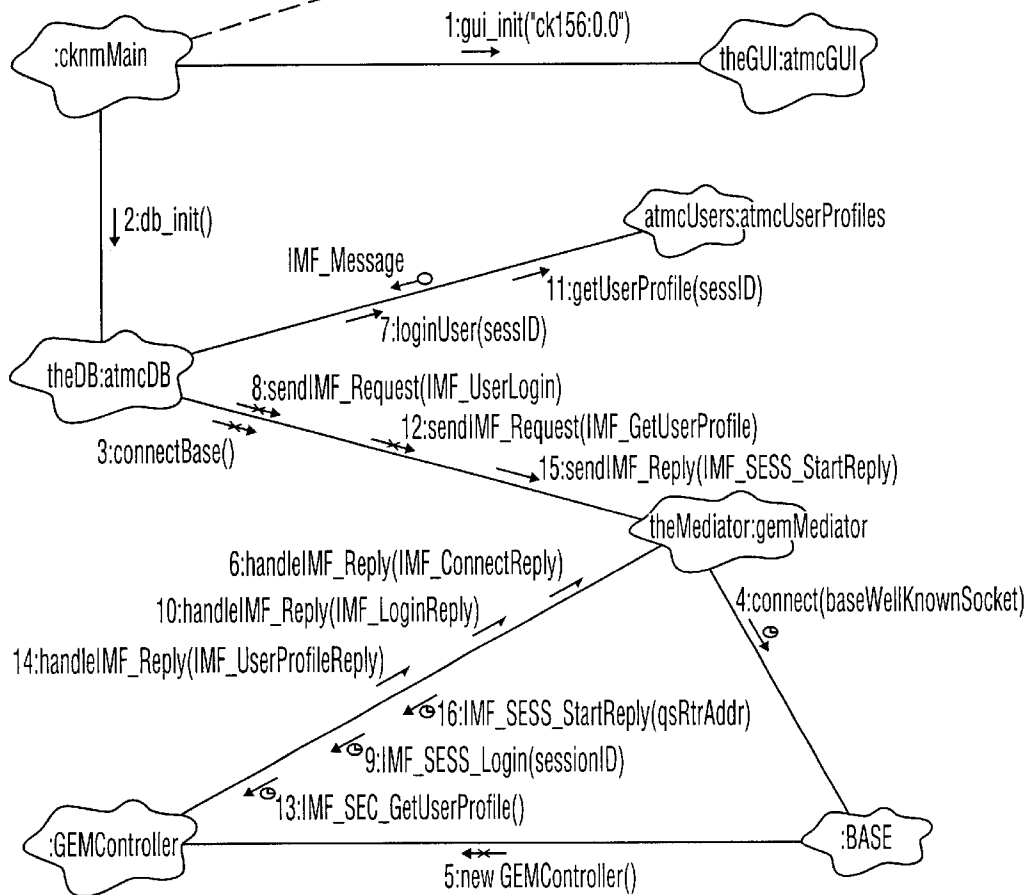 1:gui_init("ck156:0.0")
:cknmMain
theGUI:atmcGUI
2:db_init()
atmcUsers:atmcUserProfiles
IMF_Message
11:getUserProfile(sessID)
7:loginUser(sessID)
theDB:atmcDB
8:sendIMF_Request(IMF_UserLogin)
12:sendIMF_Request(IMF_GetUserProfile)
3:connectBase()
15:sendIMF_Reply(IMF_SESS_StartReply)
theMediator:gemMediator
6:handleIMF_Reply(IMF_ConnectReply)
4:connect(baseWellKnownSocket)
10:handleIMF_Reply(IMF_LoginReply)
14:handleIMF_Reply(IMF_UserProfileReply)
16:IMF_SESS_StartReply(qsRtrAddr)
9:IMF_SESS_Login(sessionID)
13:IMF_SEC_GetUserProfile()
:GEMController
:BASE
5:new GEMController()